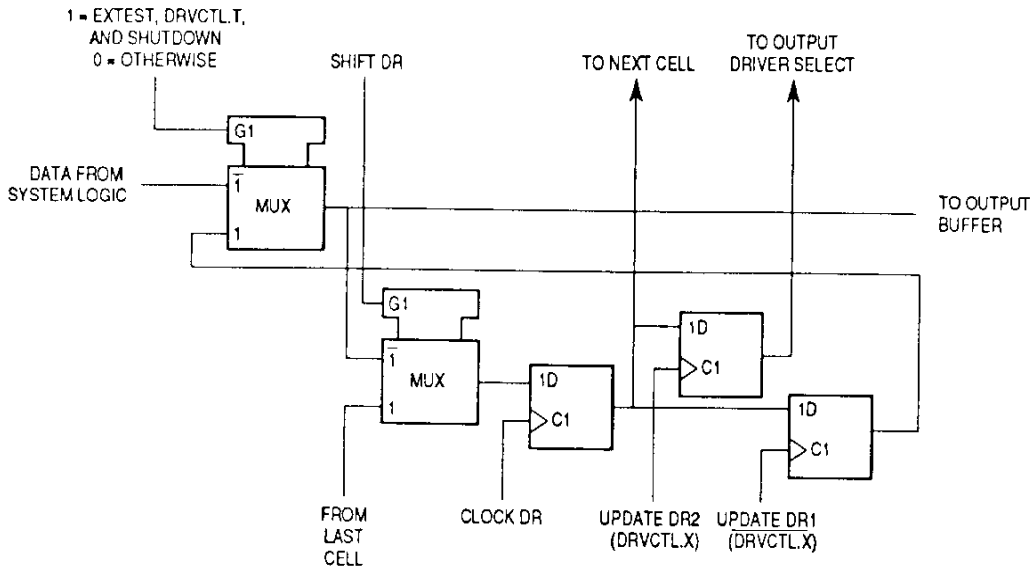 1 = EXTEST, DRVCTL.T,
AND SHUTDOWN
0 = OTHERWISE
SHIFT DR
TO NEXT CELL
TO OUTPUT
DRIVER SELECT
G1
DATA FROM
SYSTEM LOGIC
1̅
MUX
1
TO OUTPUT
BUFFER
G1
1̅
MUX
1
1D
C1
1D
C1
1D
C1
FROM
LAST
CELL
CLOCK DR
UPDATE DR2
(DRVCTL.X)
UPDATE DR1
(D̅R̅V̅C̅T̅L̅.̅X̅)